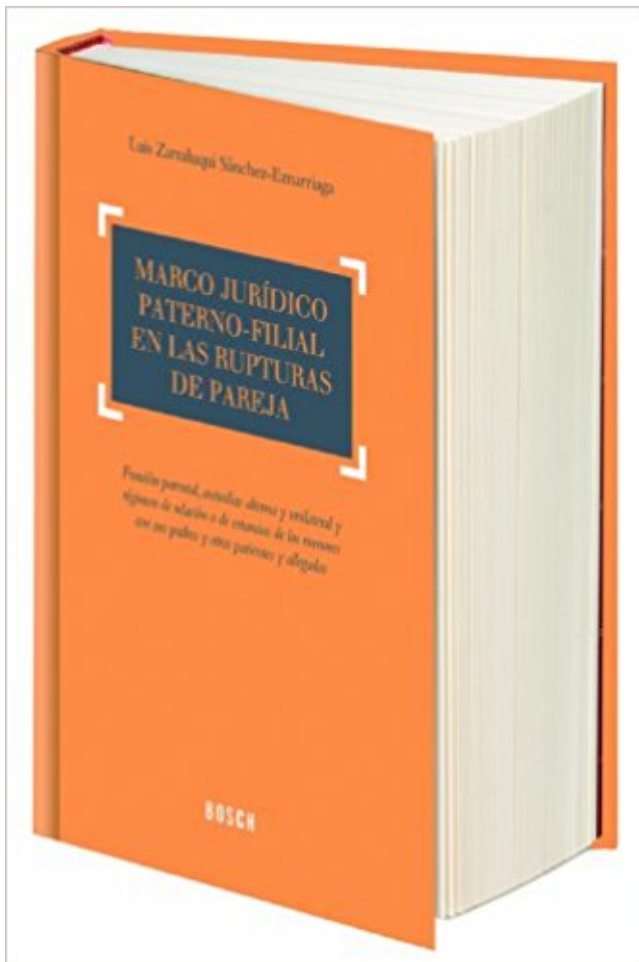 Luis Zarraluqui Sánchez-Eznarriaga
MARCO JURÍDICO
PATERNO-FILIAL
EN LAS RUPTURAS
DE PAREJA
Función parental, custodias alterna y unilateral y
régimen de relación o de estancias de los menores
con sus padres y otros parientes y allegados
BOSCH